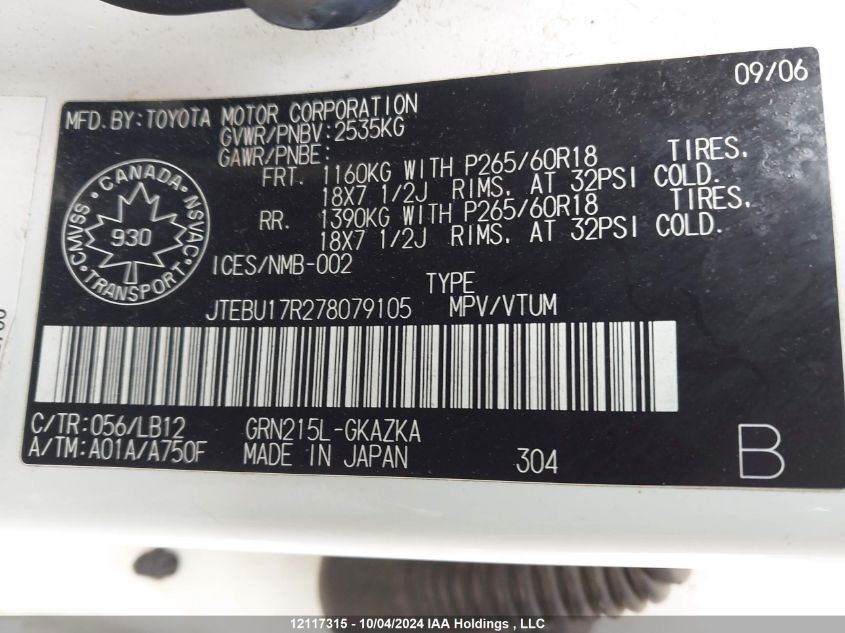 09/06
MFD. BY: TOYOTA MOTOR CORPORATION
GVWR/PNBV: 2535KG
GAWR/PNBE:
FRT. 1160KG WITH P265/60R18 TIRES,
18X7 1/2J RIMS, AT 32PSI COLD.
RR. 1390KG WITH P265/60R18 TIRES,
18X7 1/2J RIMS, AT 32PSI COLD.
CANADA
CMVSS
NSVAC
930
TRANSPORT
ICES/NMB-002
TYPE
JTEBU17R278079105 MPV/VTUM
C/TR: 056/LB12 GRN215L-GKAZKA
A/TM: A01A/A750F MADE IN JAPAN 304 B
12117315 - 10/04/2024 IAA Holdings , LLC